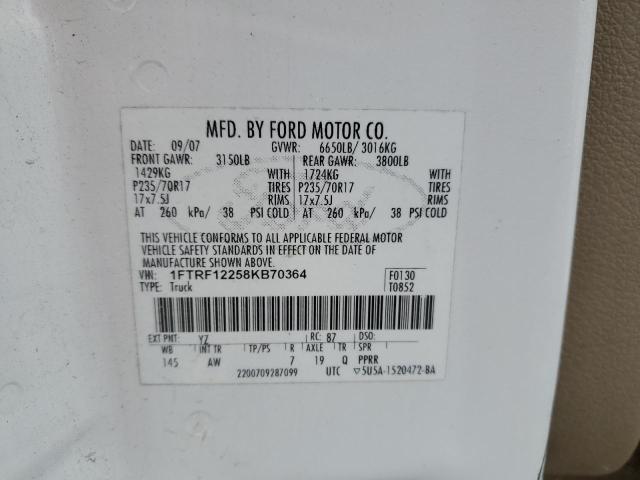 MFD. BY FORD MOTOR CO.
DATE: 09/07 GVWR: 6650LB/ 3016KG
FRONT GAWR: 3150LB REAR GAWR: 3800LB
1429KG WITH 1724KG WITH
P235/70R17 TIRES P235/70R17 TIRES
17x7.5J RIMS 17x7.5J RIMS
AT 260 kPa/ 38 PSI COLD AT 260 kPa/ 38 PSI COLD
THIS VEHICLE CONFORMS TO ALL APPLICABLE FEDERAL MOTOR
VEHICLE SAFETY STANDARDS IN EFFECT ON THE DATE OF
MANUFACTURE SHOWN ABOVE.
VIN: 1FTRF12258KB70364 F0130
TYPE: Truck T0852
EXT PNT: YZ RC: 87 DSO:
WB INT TR TP/PS R AXLE TR SPR
145 AW 7 19 Q PPRR
2200709287099 UTC ▽5U5A-1520472-BA